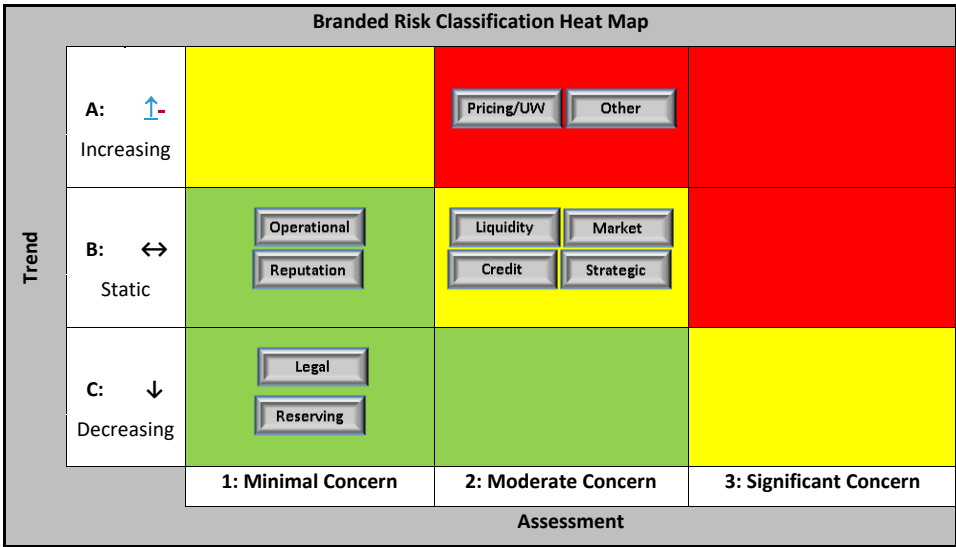 Branded Risk Classification Heat Map
Trend
A: ↑-
Increasing
Pricing/UW Other
B: ↔
Static
Operational
Reputation
Liquidity Market
Credit Strategic
C: ↓
Decreasing
Legal
Reserving
1: Minimal Concern 2: Moderate Concern 3: Significant Concern
Assessment